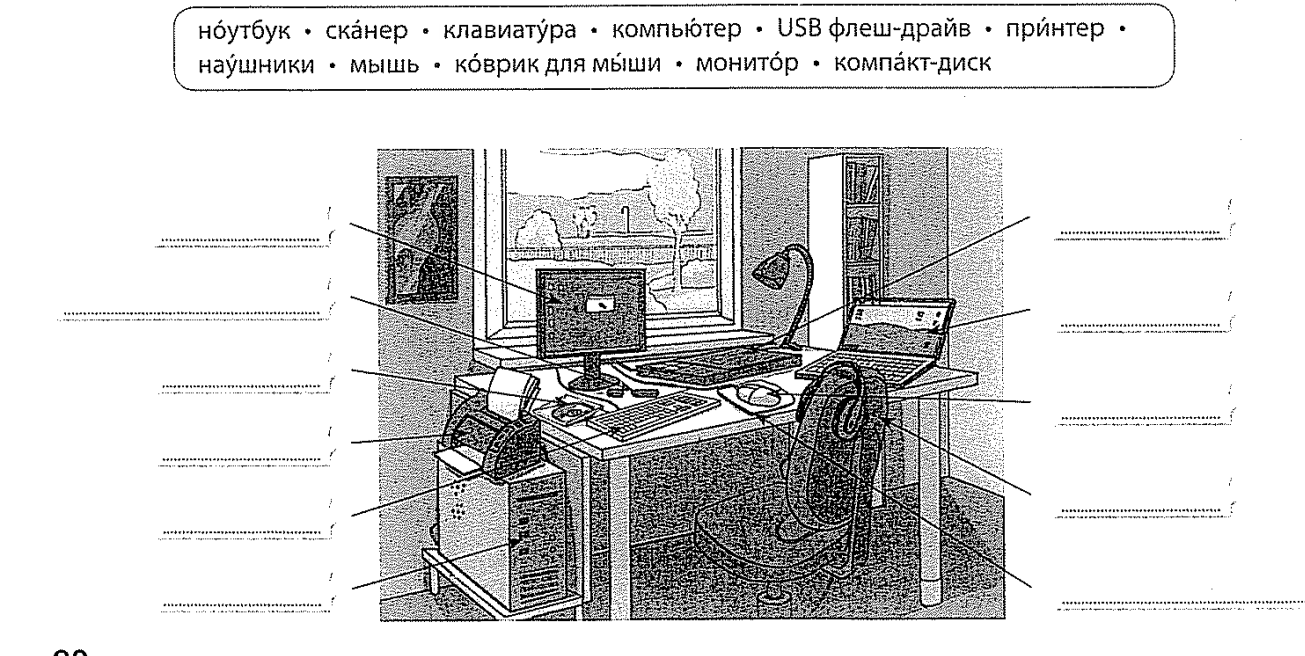 но́утбук • ска́нер • клавиату́ра • компью́тер • USB флеш-драйв • при́нтер •
нау́шники • мышь • ко́врик для мы́ши • монито́р • компа́кт-диск